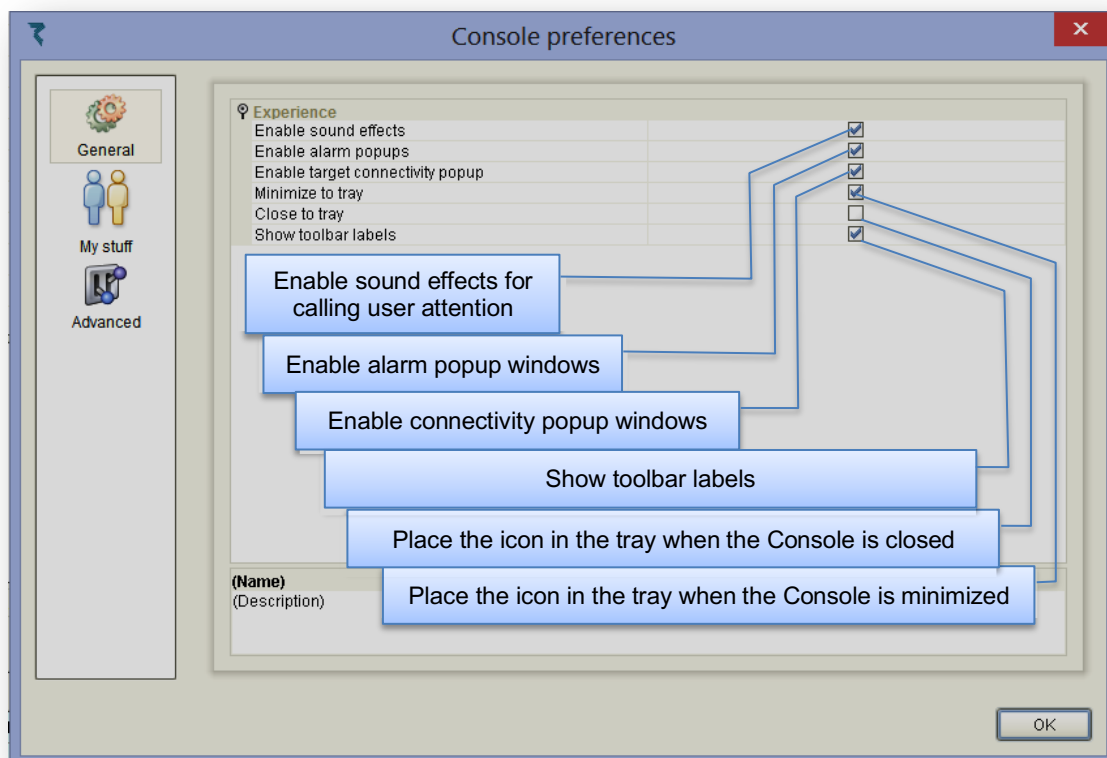 Console preferences
General
My stuff
Advanced
Experience
Enable sound effects
Enable alarm popups
Enable target connectivity popup
Minimize to tray
Close to tray
Show toolbar labels
Enable sound effects for
calling user attention
Enable alarm popup windows
Enable connectivity popup windows
Show toolbar labels
Place the icon in the tray when the Console is closed
Place the icon in the tray when the Console is minimized
(Name)
(Description)
OK